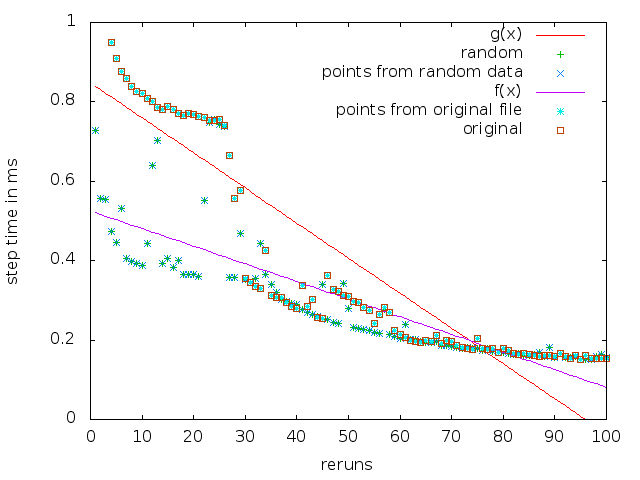 1
0.8
0.6
0.4
0.2
0
0 10 20 30 40 50 60 70 80 90 100
step time in ms
reruns
g(x)
random
points from random data
f(x)
points from original file
original